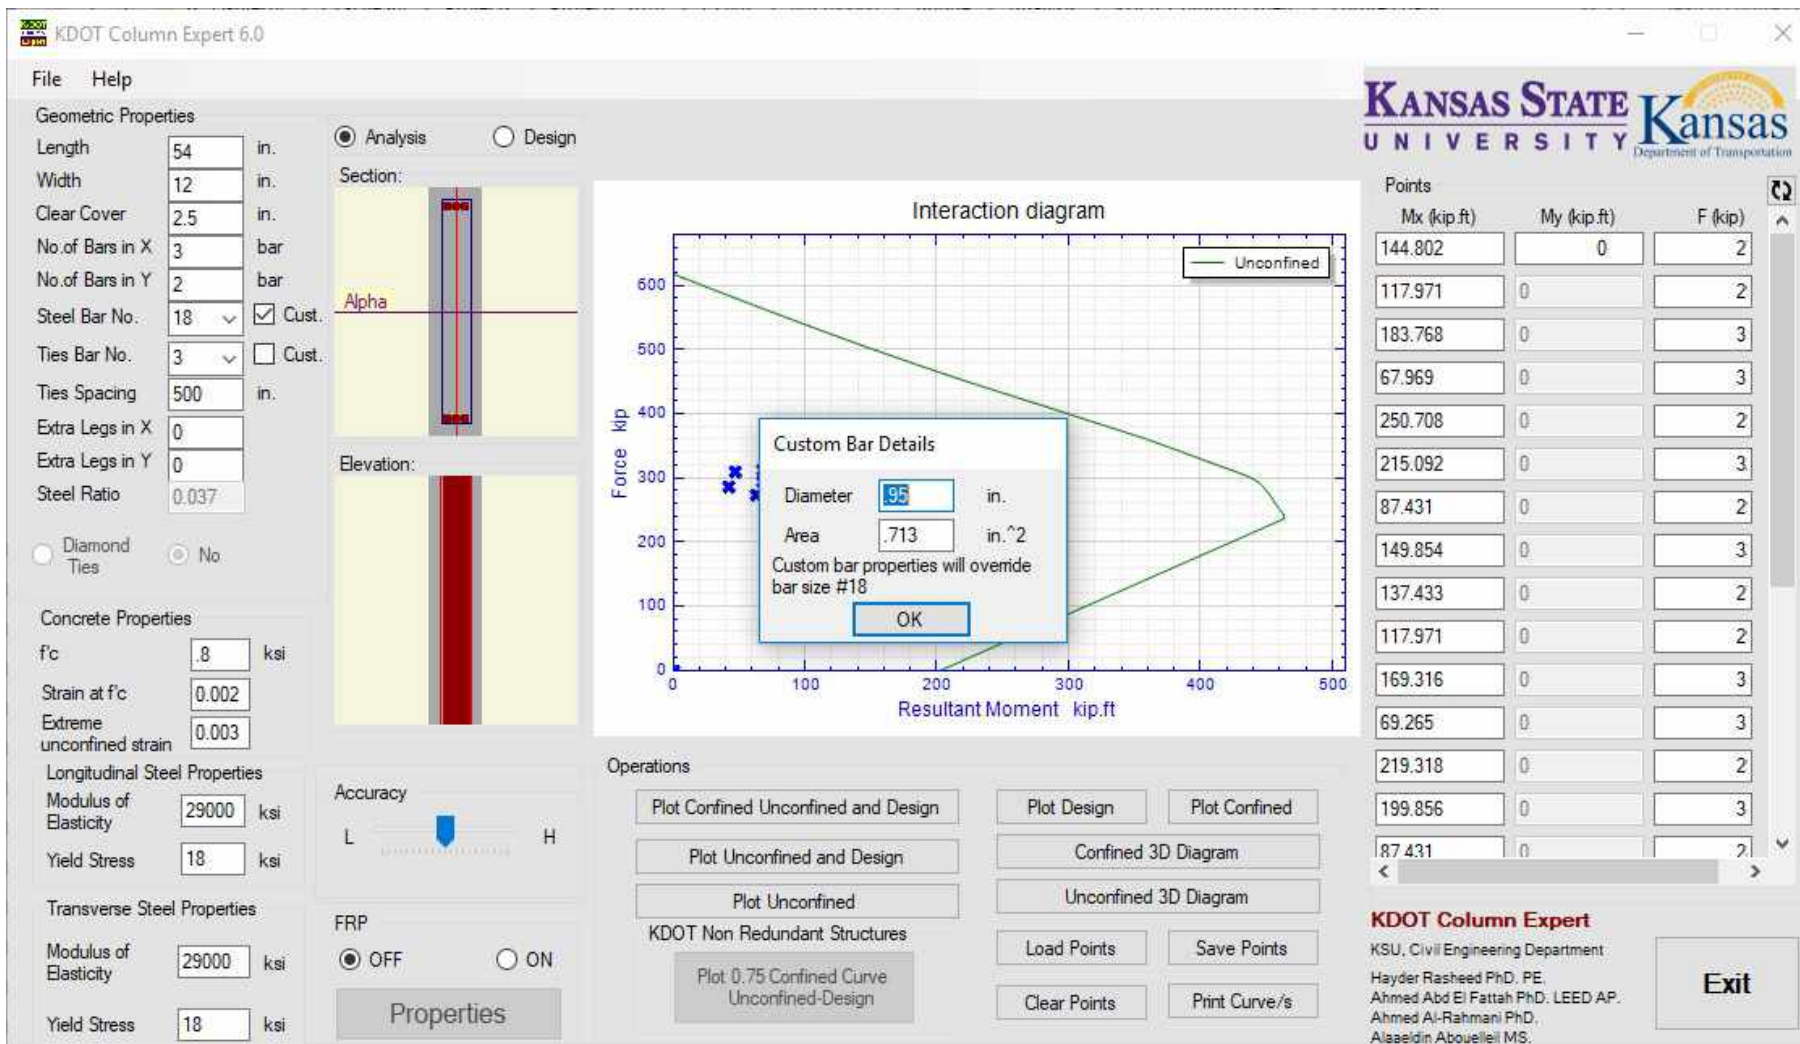 KDOT Column Expert 6.0
File Help
Geometric Properties
Length 54 in.
Width 12 in.
Clear Cover 2.5 in.
No.of Bars in X 3 bar
No.of Bars in Y 2 bar
Steel Bar No. 18 Cust.
Ties Bar No. 3 Cust.
Ties Spacing 500 in.
Extra Legs in X 0
Extra Legs in Y 0
Steel Ratio 0.037
Diamond
Ties
No
Concrete Properties
f'c .8 ksi
Strain at f'c 0.002
Extreme
unconfined strain 0.003
Longitudinal Steel Properties
Modulus of
Elasticity 29000 ksi
Yield Stress 18 ksi
Transverse Steel Properties
Modulus of
Elasticity 29000 ksi
Yield Stress 18 ksi
Analysis Design
Section:
Alpha
Elevation:
Accuracy
L H
FRP
OFF ON
Properties
Interaction diagram
Unconfined
Force kip
600
500
400
300
200
100
0
0 100 200 300 400 500
Resultant Moment kip.ft
Custom Bar Details
Diameter .95 in.
Area .713 in.^2
Custom bar properties will override
bar size #18
OK
Operations
Plot Confined Unconfined and Design
Plot Unconfined and Design
Plot Unconfined
KDOT Non Redundant Structures
Plot 0.75 Confined Curve
Unconfined-Design
Plot Design Plot Confined
Confined 3D Diagram
Unconfined 3D Diagram
Load Points Save Points
Clear Points Print Curve/s
KANSAS STATE
UNIVERSITY
Kansas
Department of Transportation
Points
Mx (kip.ft) My (kip.ft) F (kip)
144.802 0 2
117.971 0 2
183.768 0 3
67.969 0 3
250.708 0 2
215.092 0 3
87.431 0 2
149.854 0 3
137.433 0 2
117.971 0 2
169.316 0 3
69.265 0 3
219.318 0 2
199.856 0 3
87.431 0 2
KDOT Column Expert
KSU, Civil Engineering Department
Hayder Rasheed PhD. PE.
Ahmed Abd El Fattah PhD. LEED AP.
Ahmed Al-Rahmani PhD.
Alaaeldin Abouelleil MS.
Exit